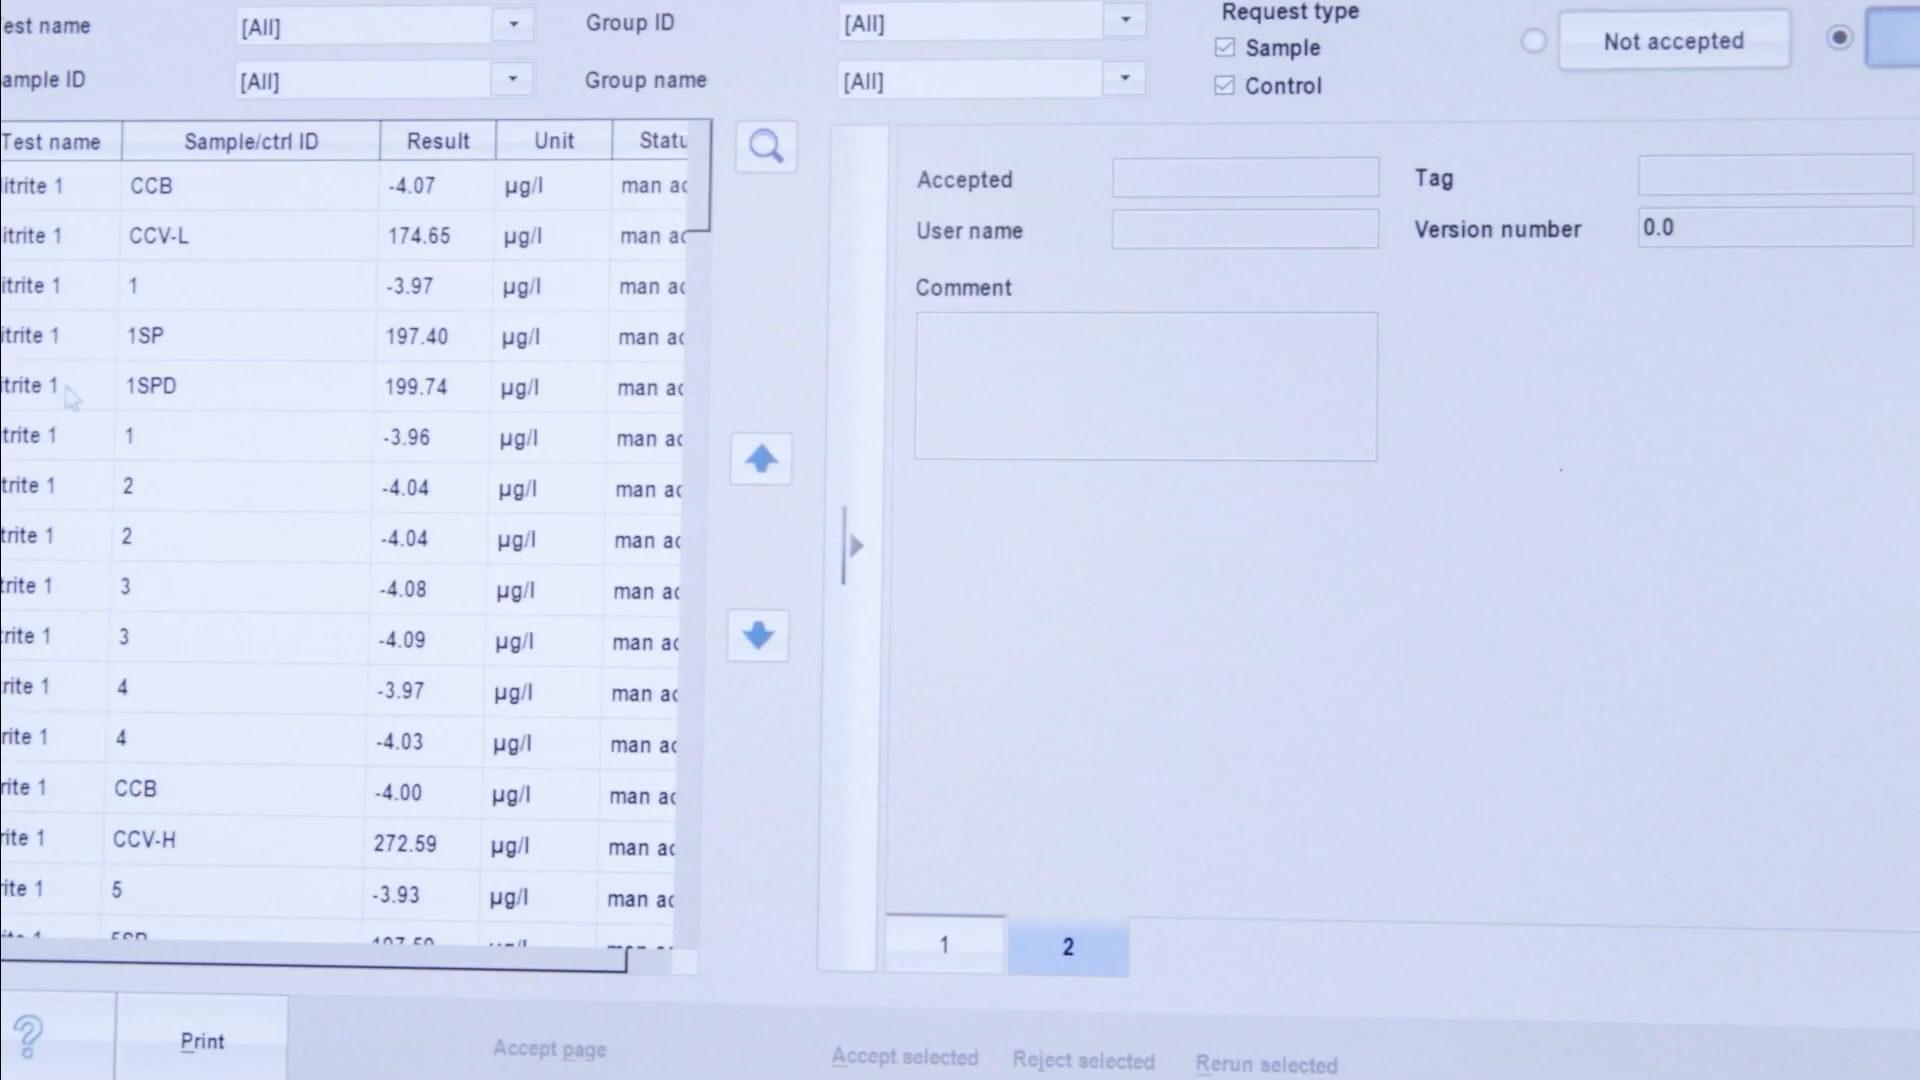 est name [All] Group ID [All] Request type
Sample Not accepted
ample ID [All] Group name [All] Control
Test name Sample/ctrl ID Result Unit Statu
itrite 1 CCB -4.07 µg/l man ac
itrite 1 CCV-L 174.65 µg/l man ac
itrite 1 1 -3.97 µg/l man ac
itrite 1 1SP 197.40 µg/l man ac
itrite 1 1SPD 199.74 µg/l man ac
trite 1 1 -3.96 µg/l man ac
trite 1 2 -4.04 µg/l man ac
trite 1 2 -4.04 µg/l man ac
trite 1 3 -4.08 µg/l man ac
rite 1 3 -4.09 µg/l man ac
rite 1 4 -3.97 µg/l man ac
rite 1 4 -4.03 µg/l man ac
rite 1 CCB -4.00 µg/l man ac
rite 1 CCV-H 272.59 µg/l man ac
ite 1 5 -3.93 µg/l man ac
Accepted Tag
User name Version number 0.0
Comment
1 2
? Print Accept page Accept selected Reject selected Rerun selected